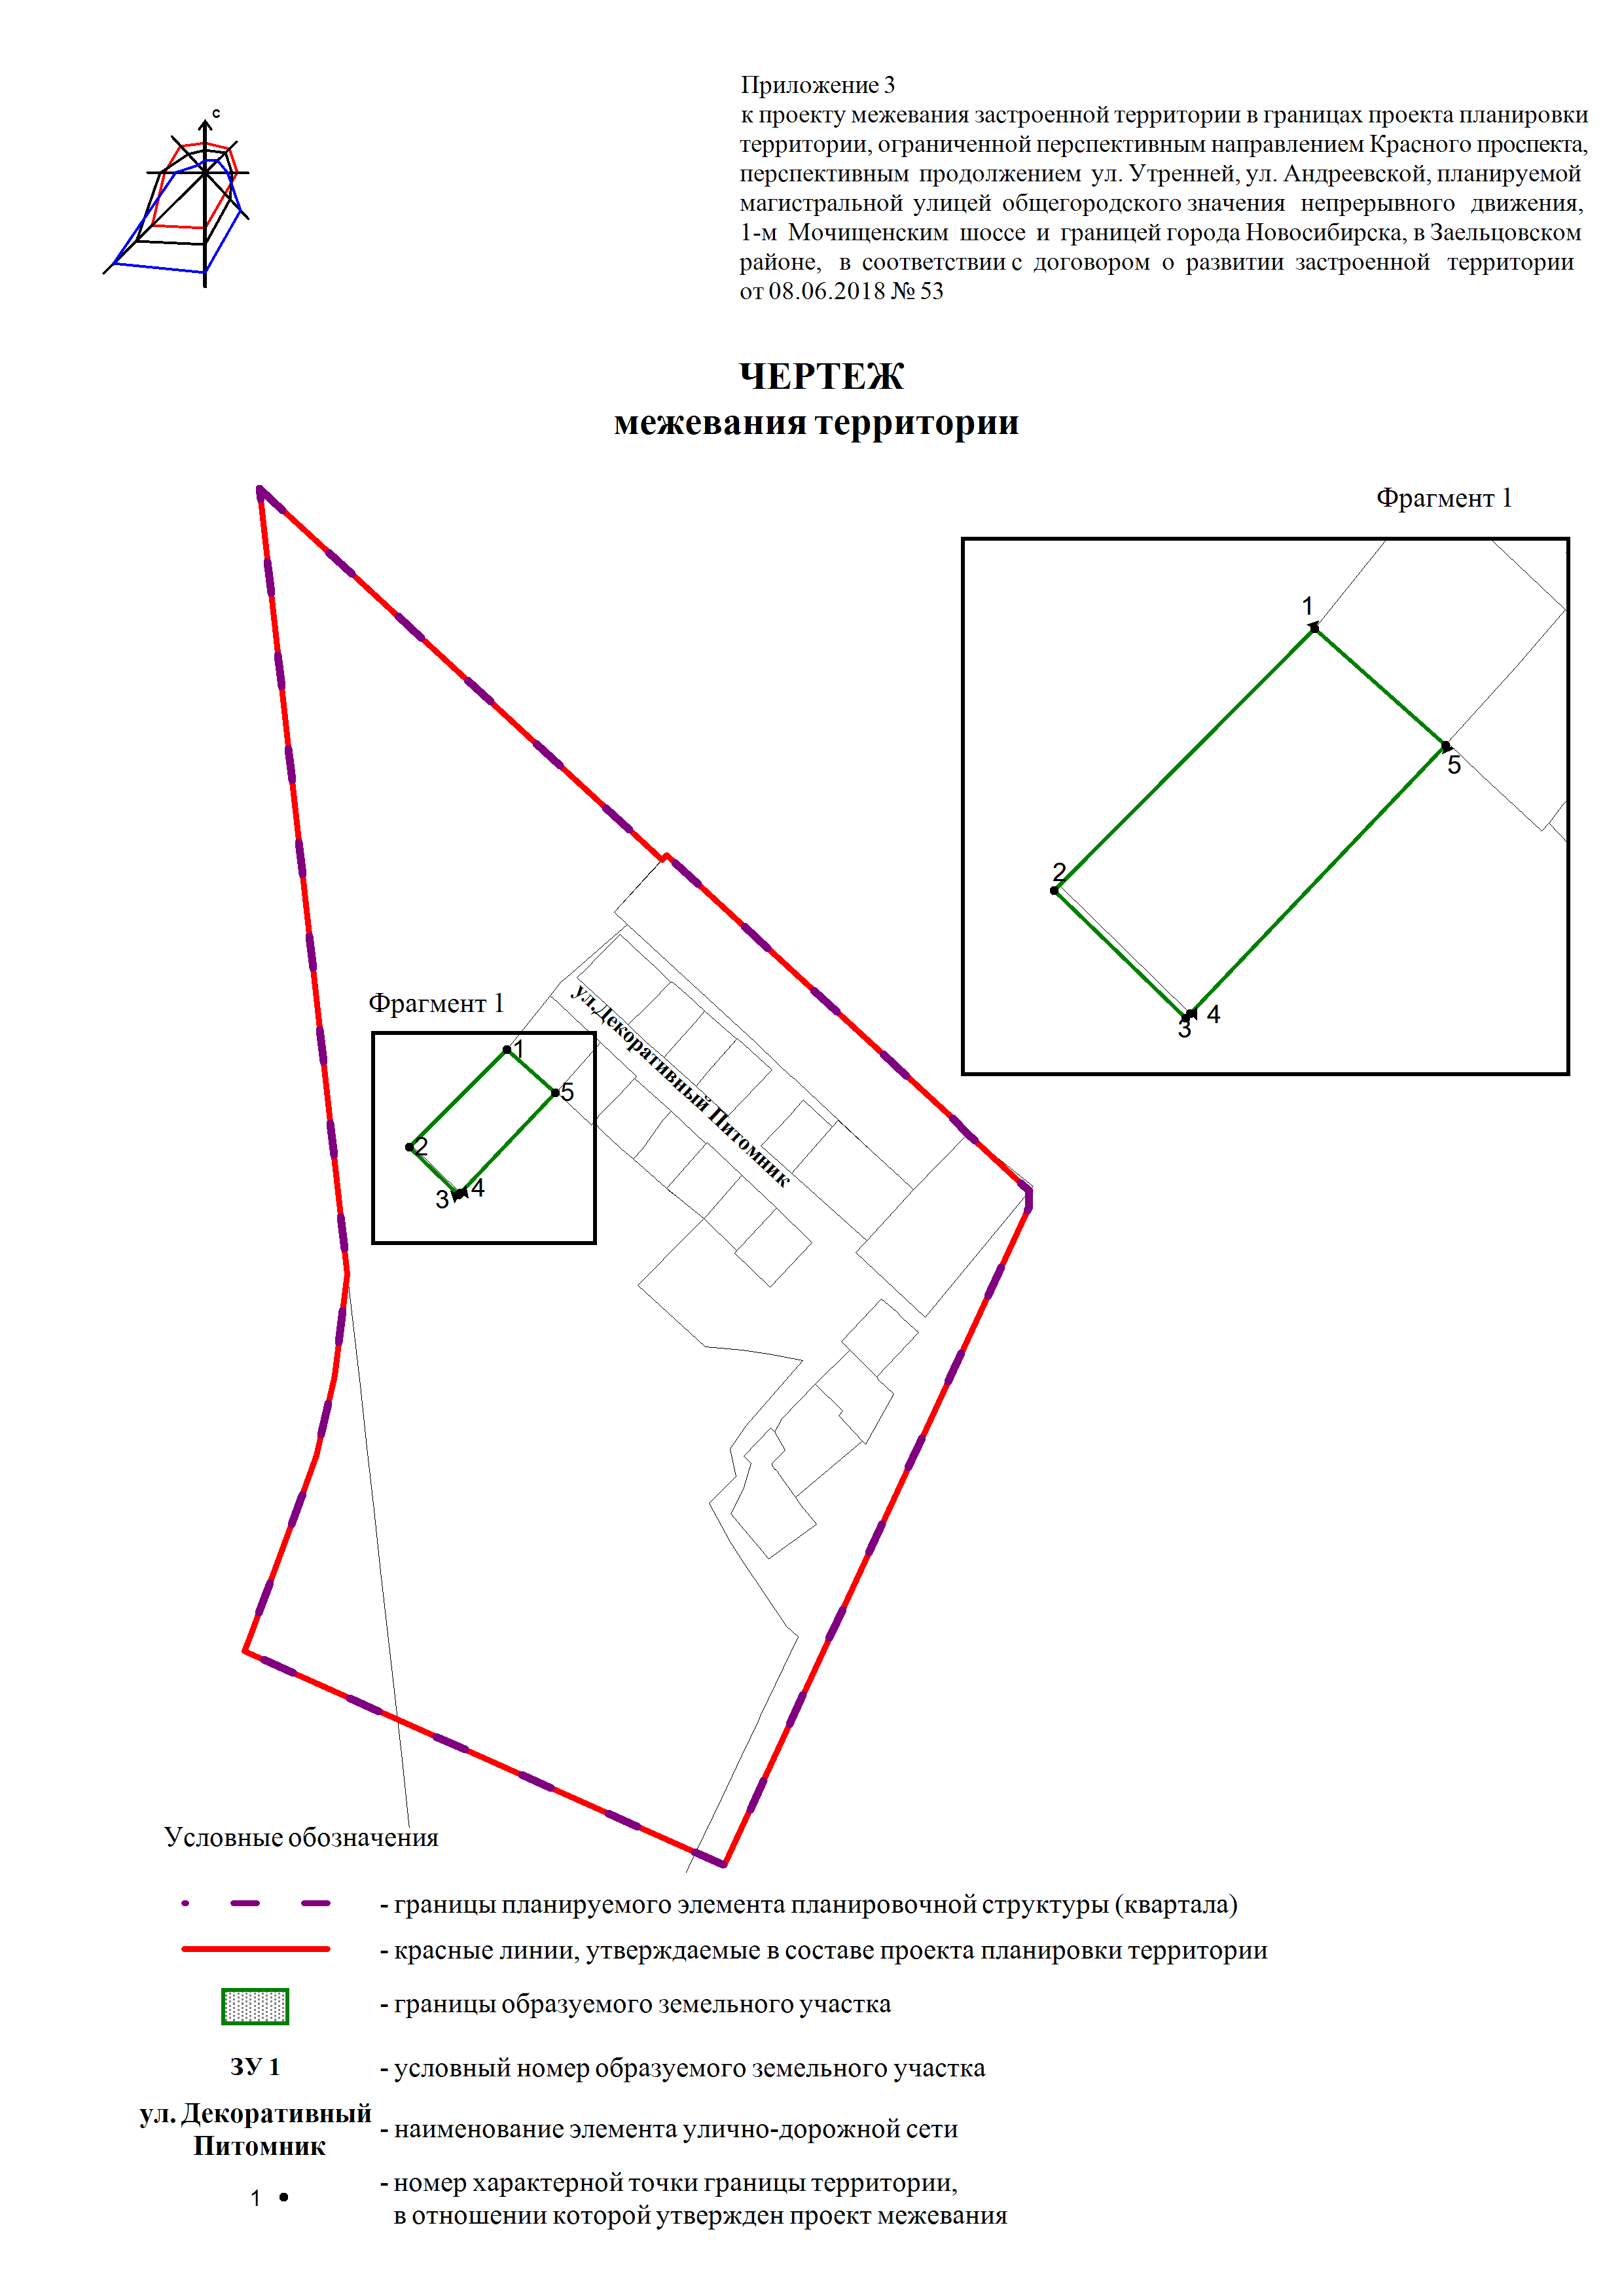 с
Приложение 3
к проекту межевания застроенной территории в границах проекта планировки
территории, ограниченной перспективным направлением Красного проспекта,
перспективным продолжением ул. Утренней, ул. Андреевской, планируемой
магистральной улицей общегородского значения непрерывного движения,
1-м Мочищенским шоссе и границей города Новосибирска, в Заельцовском
районе, в соответствии с договором о развитии застроенной территории
от 08.06.2018 № 53
ЧЕРТЕЖ
межевания территории
Фрагмент 1
1
5
2
4
3
Фрагмент 1
1
5
2
4
3
ул.Декоративный Питомник
Условные обозначения
- границы планируемого элемента планировочной структуры (квартала)
- красные линии, утверждаемые в составе проекта планировки территории
- границы образуемого земельного участка
ЗУ 1 - условный номер образуемого земельного участка
ул. Декоративный
Питомник
- наименование элемента улично-дорожной сети
1
- номер характерной точки границы территории,
в отношении которой утвержден проект межевания